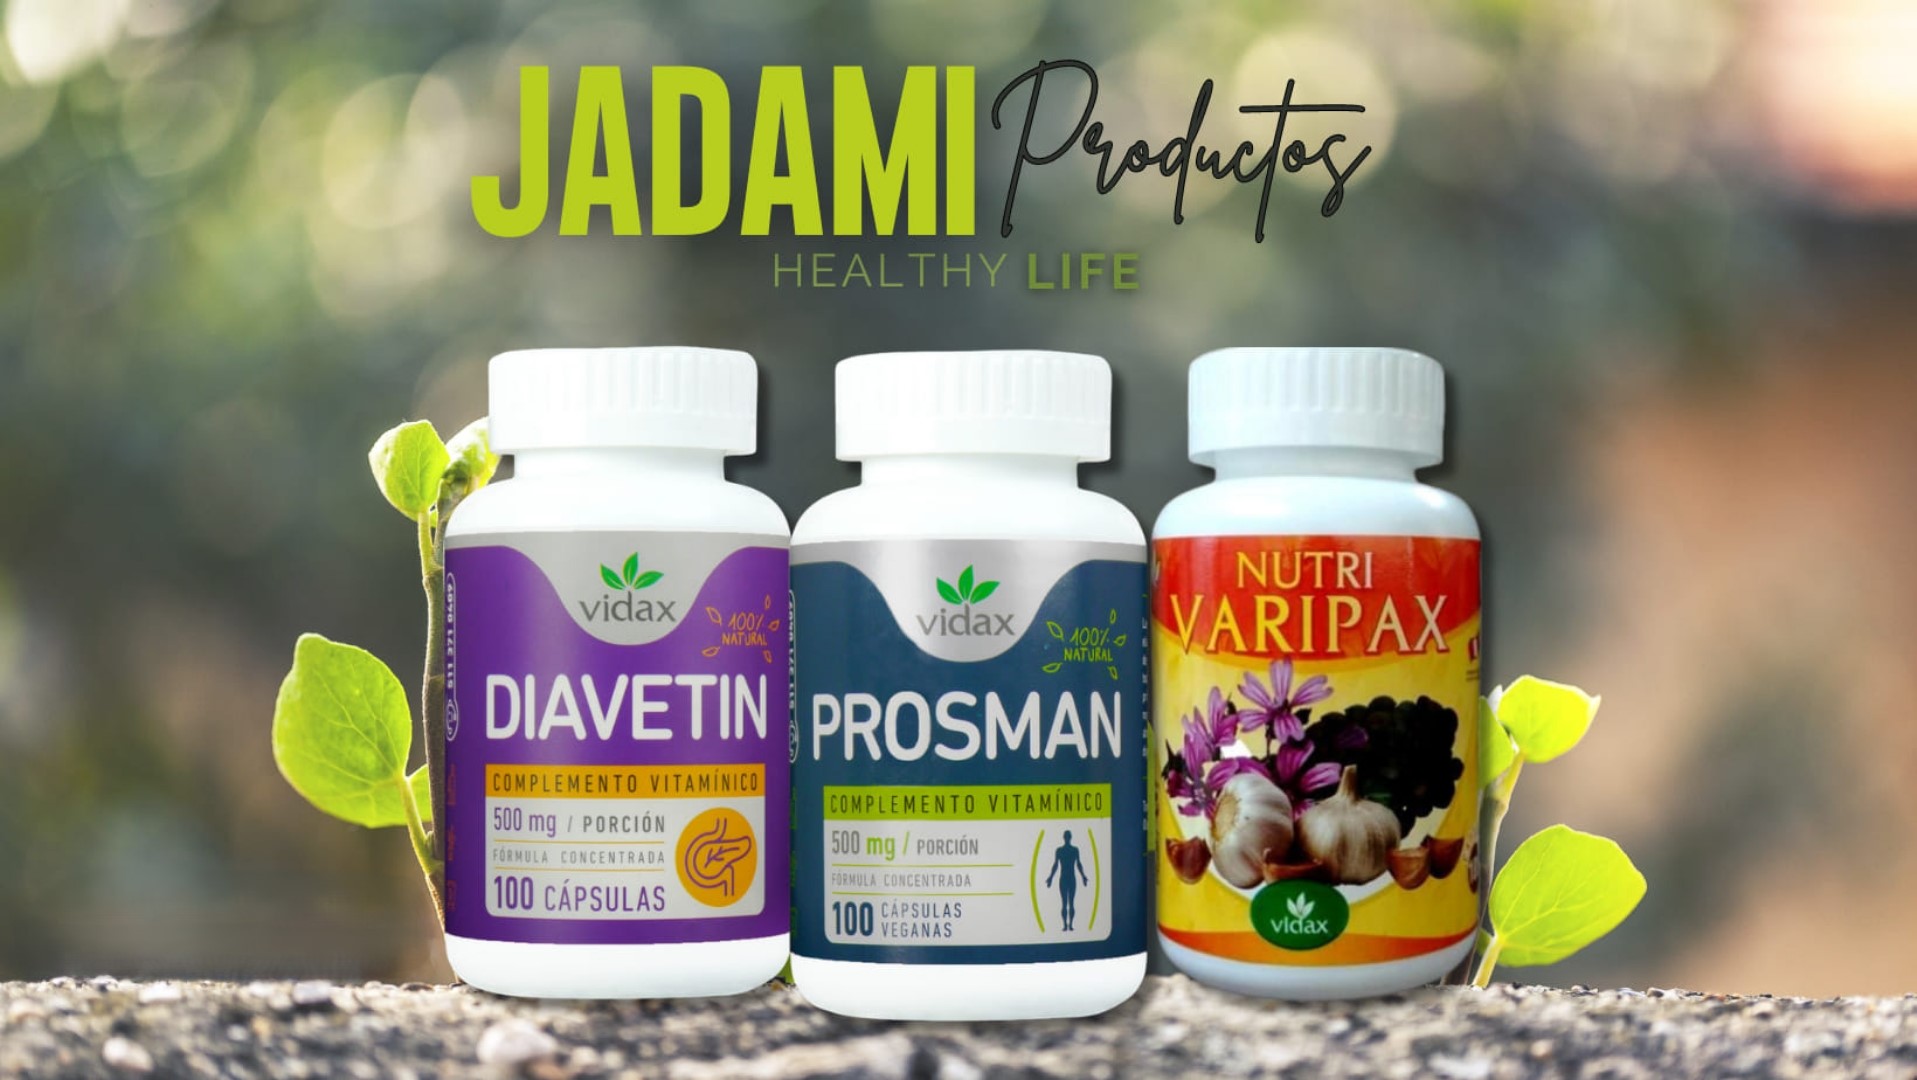 JADAMI Productos
HEALTHY LIFE
vidax
100% NATURAL
DIAVETIN
COMPLEMENTO VITAMÍNICO
500 mg / PORCIÓN
FÓRMULA CONCENTRADA
100 CÁPSULAS
vidax
100% NATURAL
PROSMAN
COMPLEMENTO VITAMÍNICO
500 mg / PORCIÓN
FÓRMULA CONCENTRADA
100 CÁPSULAS VEGANAS
NUTRI
VARIPAX
vidax